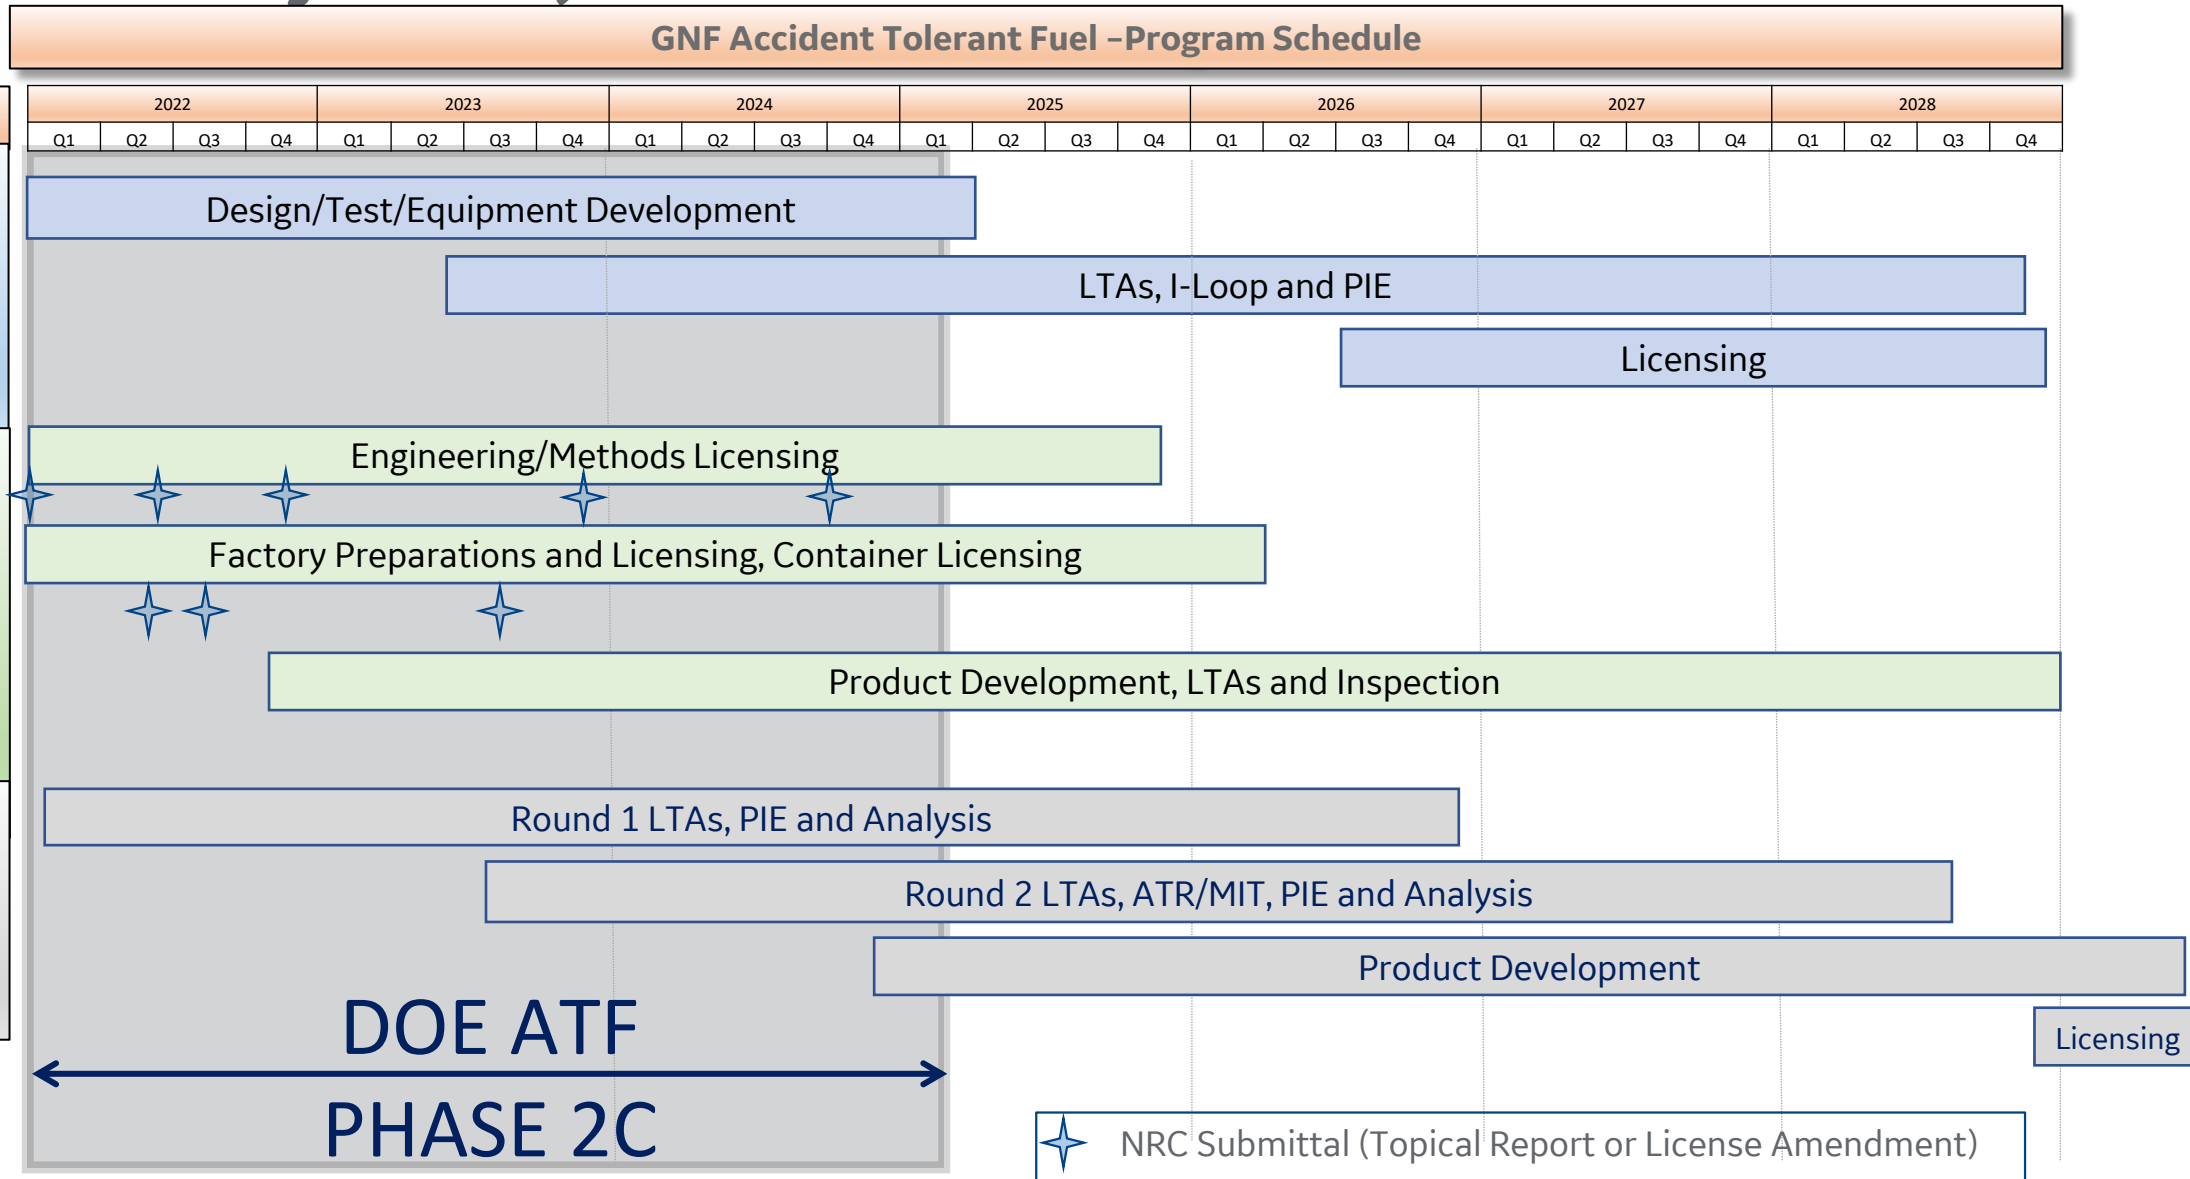 GNF Accident Tolerant Fuel –Program Schedule
2022 2023 2024 2025 2026 2027 2028
Q1 Q2 Q3 Q4 Q1 Q2 Q3 Q4 Q1 Q2 Q3 Q4 Q1 Q2 Q3 Q4 Q1 Q2 Q3 Q4 Q1 Q2 Q3 Q4 Q1 Q2 Q3 Q4
Design/Test/Equipment Development
LTAs, I-Loop and PIE
Licensing
Engineering/Methods Licensing
Factory Preparations and Licensing, Container Licensing
Product Development, LTAs and Inspection
Round 1 LTAs, PIE and Analysis
Round 2 LTAs, ATR/MIT, PIE and Analysis
Product Development
Licensing
DOE ATF
PHASE 2C
NRC Submittal (Topical Report or License Amendment)